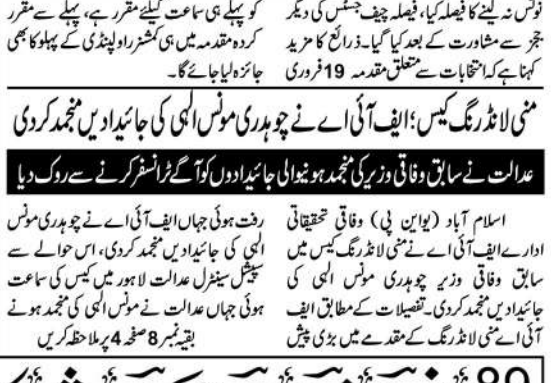 نوٹس نہ لینے کا فیصلہ کیا، فیصلہ چیف جسٹس کی دیگر
ججز سے مشاورت کے بعد کیا گیا۔ ذرائع کا مزید
کہنا ہے کہ انتخابات سے متعلق مقدمہ 19 فروری
کو پہلے ہی سماعت کیلئے مقرر ہے، پہلے سے مقرر
کردہ مقدمہ میں ہی کمشنر راولپنڈی کے پہلو کا بھی
جائزہ لیا جائے گا۔
منی لانڈرنگ کیس؛ ایف آئی اے نے چوہدری مونس الٰہی کی جائیدادیں منجمد کر دی
عدالت نے سابق وفاقی وزیر کی منجمد ہونیوالی جائیدادوں کو آگے ٹرانسفر کرنے سے روک دیا
اسلام آباد (یو این پی) وفاقی تحقیقاتی
ادارے ایف آئی اے نے منی لانڈرنگ کیس میں
سابق وفاقی وزیر چوہدری مونس الٰہی کی
جائیدادیں منجمد کر دی۔ تفصیلات کے مطابق ایف
آئی اے منی لانڈرنگ کے مقدمے میں بڑی پیش
رفت ہوئی جہاں ایف آئی اے نے چوہدری مونس
الٰہی کی جائیدادیں منجمد کر دی، اس حوالے سے
سپیشل سینٹرل عدالت لاہور میں کیس کی سماعت
ہوئی جہاں عدالت نے مونس الٰہی کی منجمد ہونے
بقیہ نمبر 8 صفحہ 4 پر ملاحظہ کریں